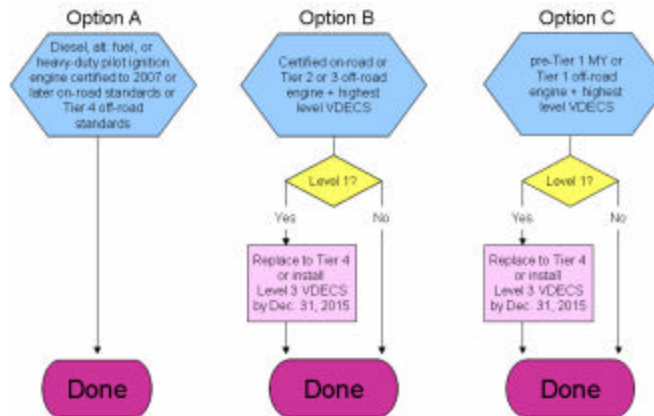 Option A
Diesel, alt. fuel, or
heavy-duty pilot ignition
engine certified to 2007 or
later on-road standards or
Tier 4 off-road
standards
Done
Option B
Certified on-road or
Tier 2 or 3 off-road
engine + highest
level VDECS
Level 1?
Yes
No
Replace to Tier 4
or install
Level 3 VDECS
by Dec. 31, 2015
Done
Option C
pre-Tier 1 MY or
Tier 1 off-road
engine + highest
level VDECS
Level 1?
Yes
No
Replace to Tier 4
or install
Level 3 VDECS
by Dec. 31, 2015
Done